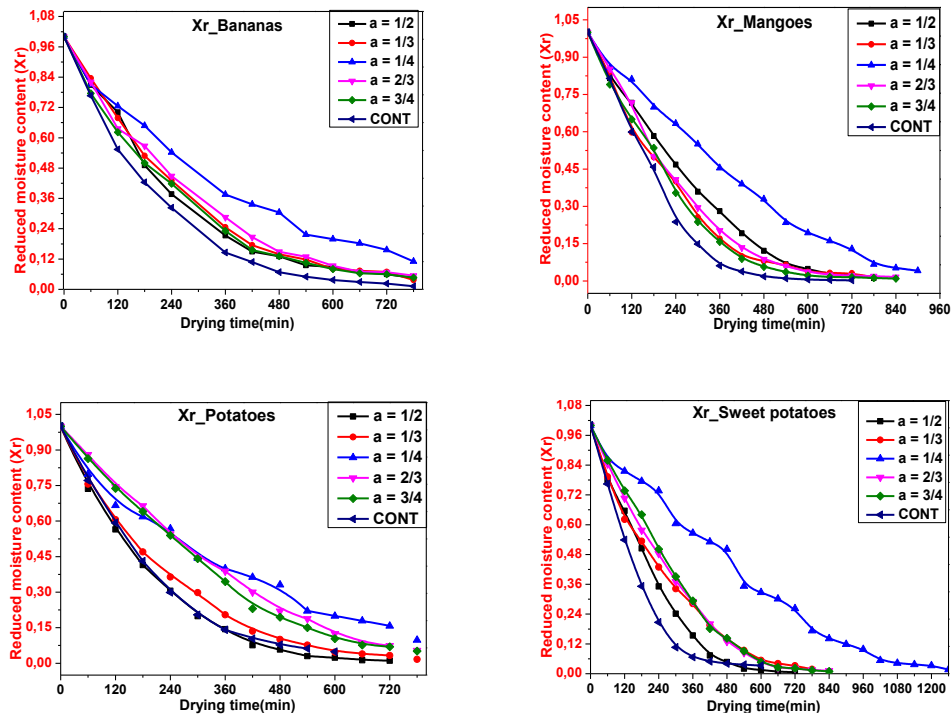 Xr_Bananas
a = 1/2
a = 1/3
a = 1/4
a = 2/3
a = 3/4
CONT
Reduced moisture content (Xr)
1,08
0,96
0,84
0,72
0,60
0,48
0,36
0,24
0,12
0,00
0 120 240 360 480 600 720
Drying time(min)
Xr_Mangoes
a = 1/2
a = 1/3
a = 1/4
a = 2/3
a = 3/4
CONT
Reduced moisture content (Xr)
1,05
0,90
0,75
0,60
0,45
0,30
0,15
0,00
0 120 240 360 480 600 720 840 960
Drying time(min)
Xr_Potatoes
a = 1/2
a = 1/3
a = 1/4
a = 2/3
a = 3/4
CONT
Reduced moisture content (Xr)
1,05
0,90
0,75
0,60
0,45
0,30
0,15
0,00
0 120 240 360 480 600 720
Drying time(min)
Xr_Sweet potatoes
a = 1/2
a = 1/3
a = 1/4
a = 2/3
a = 3/4
CONT
Reduced moisture content (Xr)
1,08
0,96
0,84
0,72
0,60
0,48
0,36
0,24
0,12
0,00
0 120 240 360 480 600 720 840 960 1080 1200
Drying time(min)